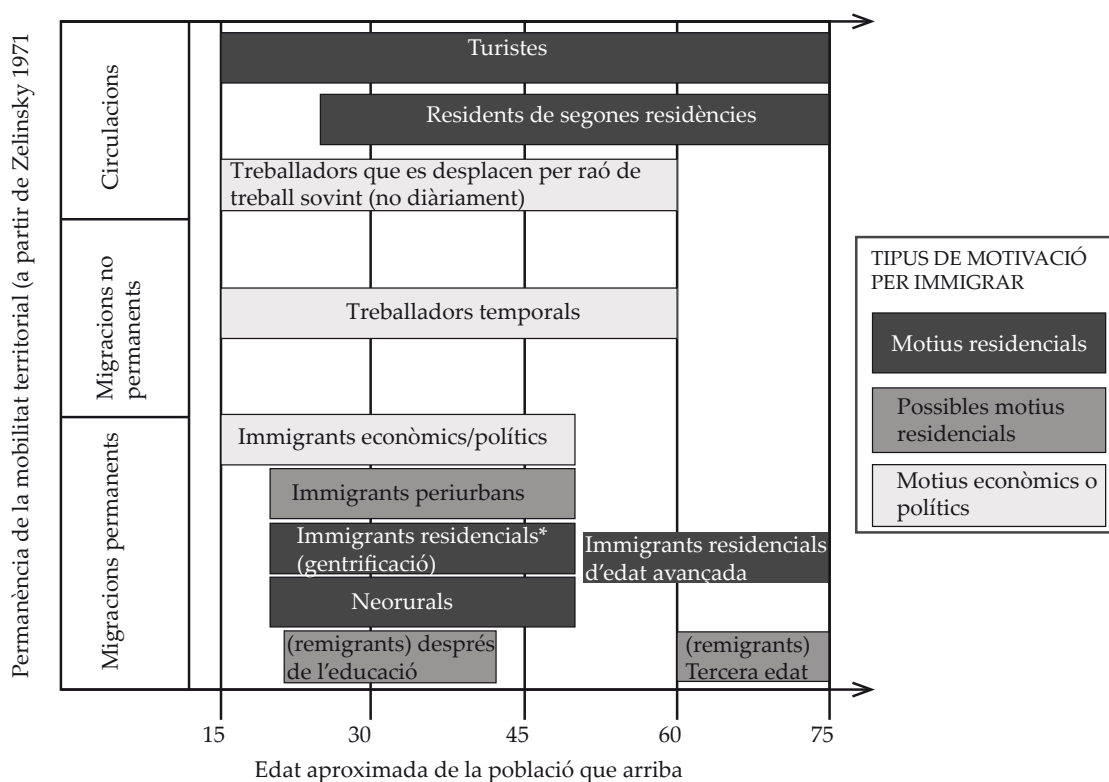 Permanència de la mobilitat territorial (a partir de Zelinsky 1971
Circulacions
Turistes
Residents de segones residències
Treballadors que es desplacen per raó de
treball sovint (no diàriament)
Migracions no
permanents
Treballadors temporals
Migracions permanents
Immigrants econòmics/polítics
Immigrants periurbans
Immigrants residencials*
(gentrificació)
Immigrants residencials
d'edat avançada
Neorurals
(remigrants) després
de l'educació
(remigrants)
Tercera edat
15
30
45
60
75
Edat aproximada de la població que arriba
TIPUS DE MOTIVACIÓ
PER IMMIGRAR
Motius residencials
Possibles motius
residencials
Motius econòmics o
polítics